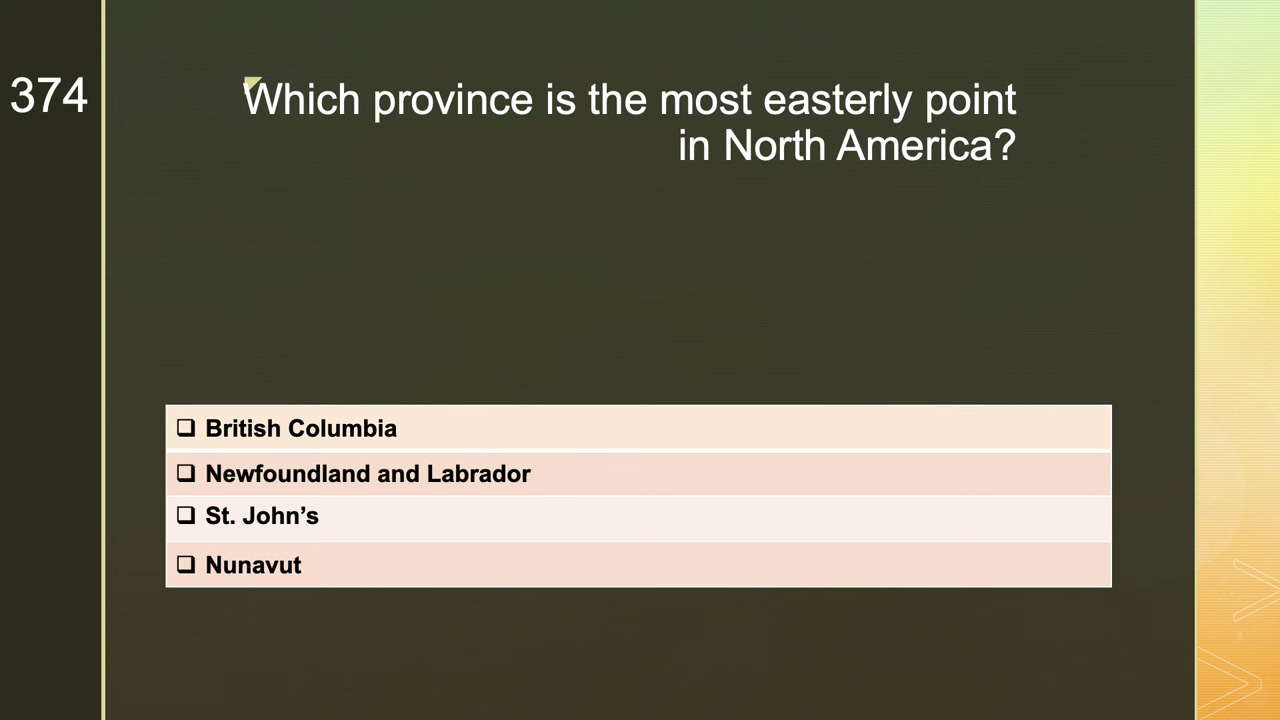 374
Which province is the most easterly point
in North America?
❑ British Columbia
❑ Newfoundland and Labrador
❑ St. John’s
❑ Nunavut